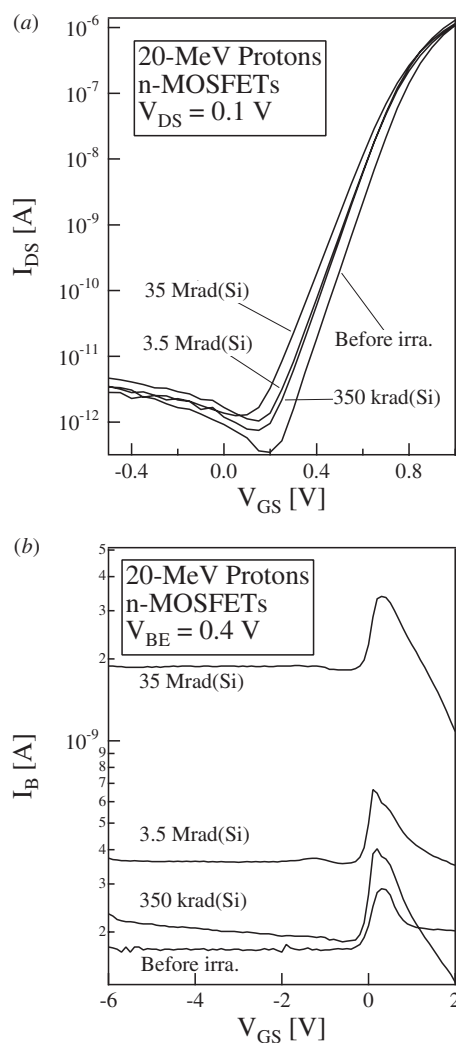 (a)
10⁻⁶
20-MeV Protons
n-MOSFETs
V_DS = 0.1 V
10⁻⁷
10⁻⁸
10⁻⁹
I_DS [A]
10⁻¹⁰
35 Mrad(Si)
Before irra.
3.5 Mrad(Si)
10⁻¹¹
350 krad(Si)
10⁻¹²
-0.4 0.0 0.4 0.8
V_GS [V]
(b)
5
20-MeV Protons
n-MOSFETs
V_BE = 0.4 V
4
3
2
35 Mrad(Si)
10⁻⁹
9
8
7
6
I_B [A]
5
3.5 Mrad(Si)
4
3
350 krad(Si)
2
Before irra.
-6 -4 -2 0 2
V_GS [V]